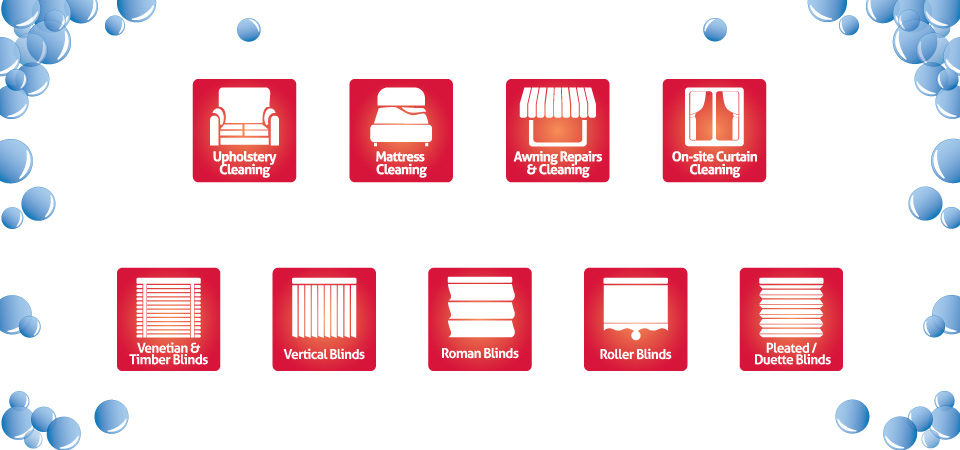 Upholstery
Cleaning
Mattress
Cleaning
Awning Repairs
& Cleaning
On-site Curtain
Cleaning
Venetian &
Timber Blinds
Vertical Blinds
Roman Blinds
Roller Blinds
Pleated /
Duette Blinds